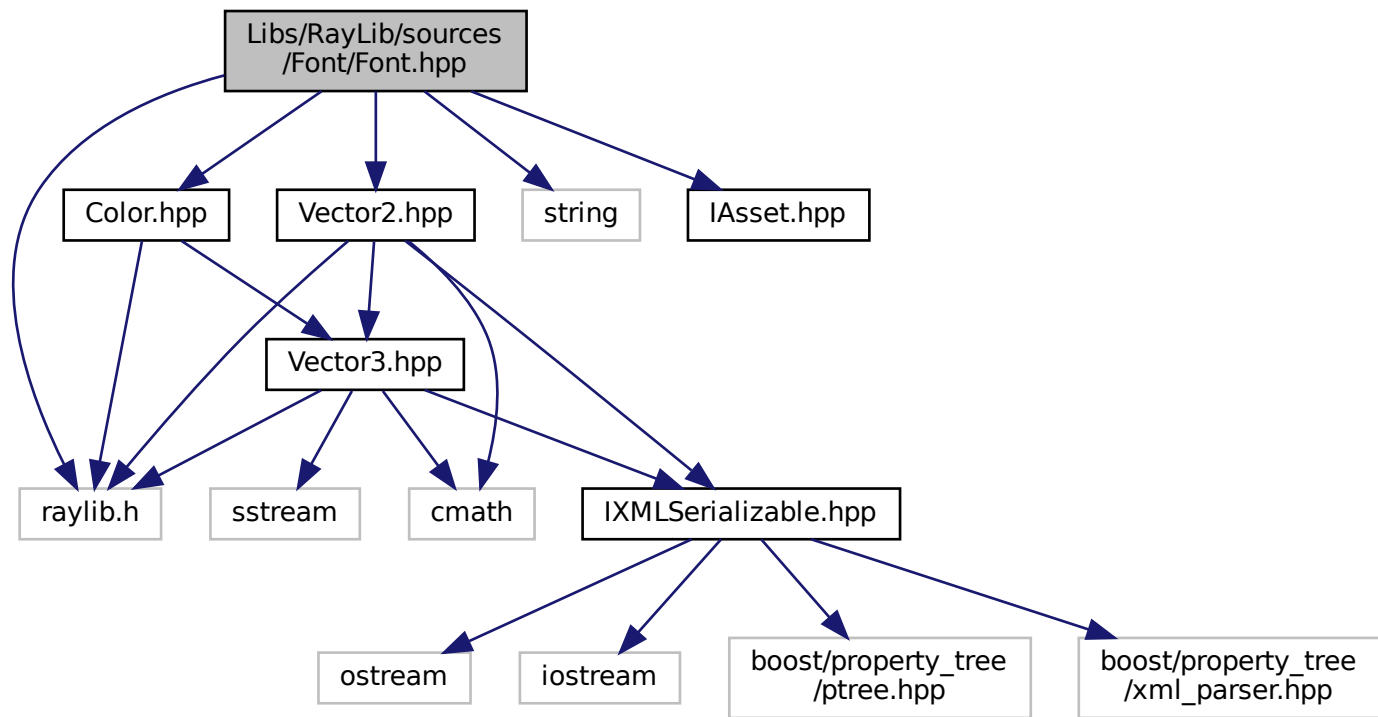 Libs/RayLib/sources
/Font/Font.hpp
Color.hpp
Vector2.hpp
string
IAsset.hpp
Vector3.hpp
raylib.h
sstream
cmath
IXMLSerializable.hpp
ostream
iostream
boost/property_tree
/ptree.hpp
boost/property_tree
/xml_parser.hpp